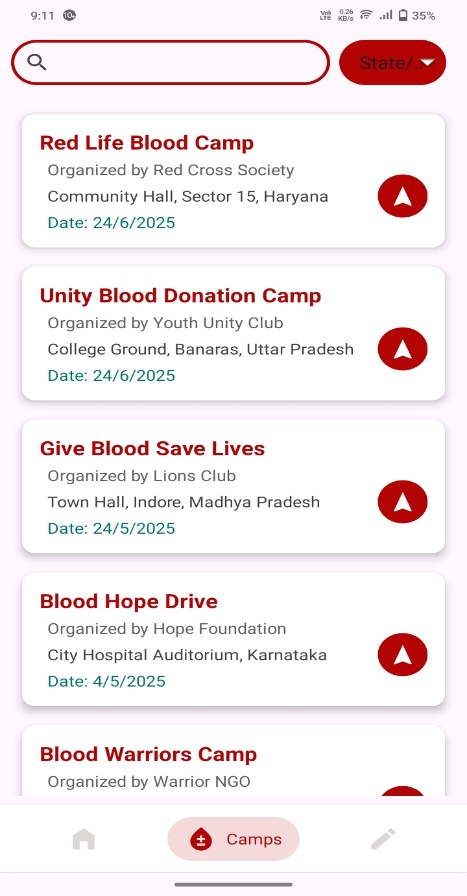 9:11
Vo)) LTE 0.26 KB/s 35%
State/...
Red Life Blood Camp
Organized by Red Cross Society
Community Hall, Sector 15, Haryana
Date: 24/6/2025
Unity Blood Donation Camp
Organized by Youth Unity Club
College Ground, Banaras, Uttar Pradesh
Date: 24/6/2025
Give Blood Save Lives
Organized by Lions Club
Town Hall, Indore, Madhya Pradesh
Date: 24/5/2025
Blood Hope Drive
Organized by Hope Foundation
City Hospital Auditorium, Karnataka
Date: 4/5/2025
Blood Warriors Camp
Organized by Warrior NGO
Camps